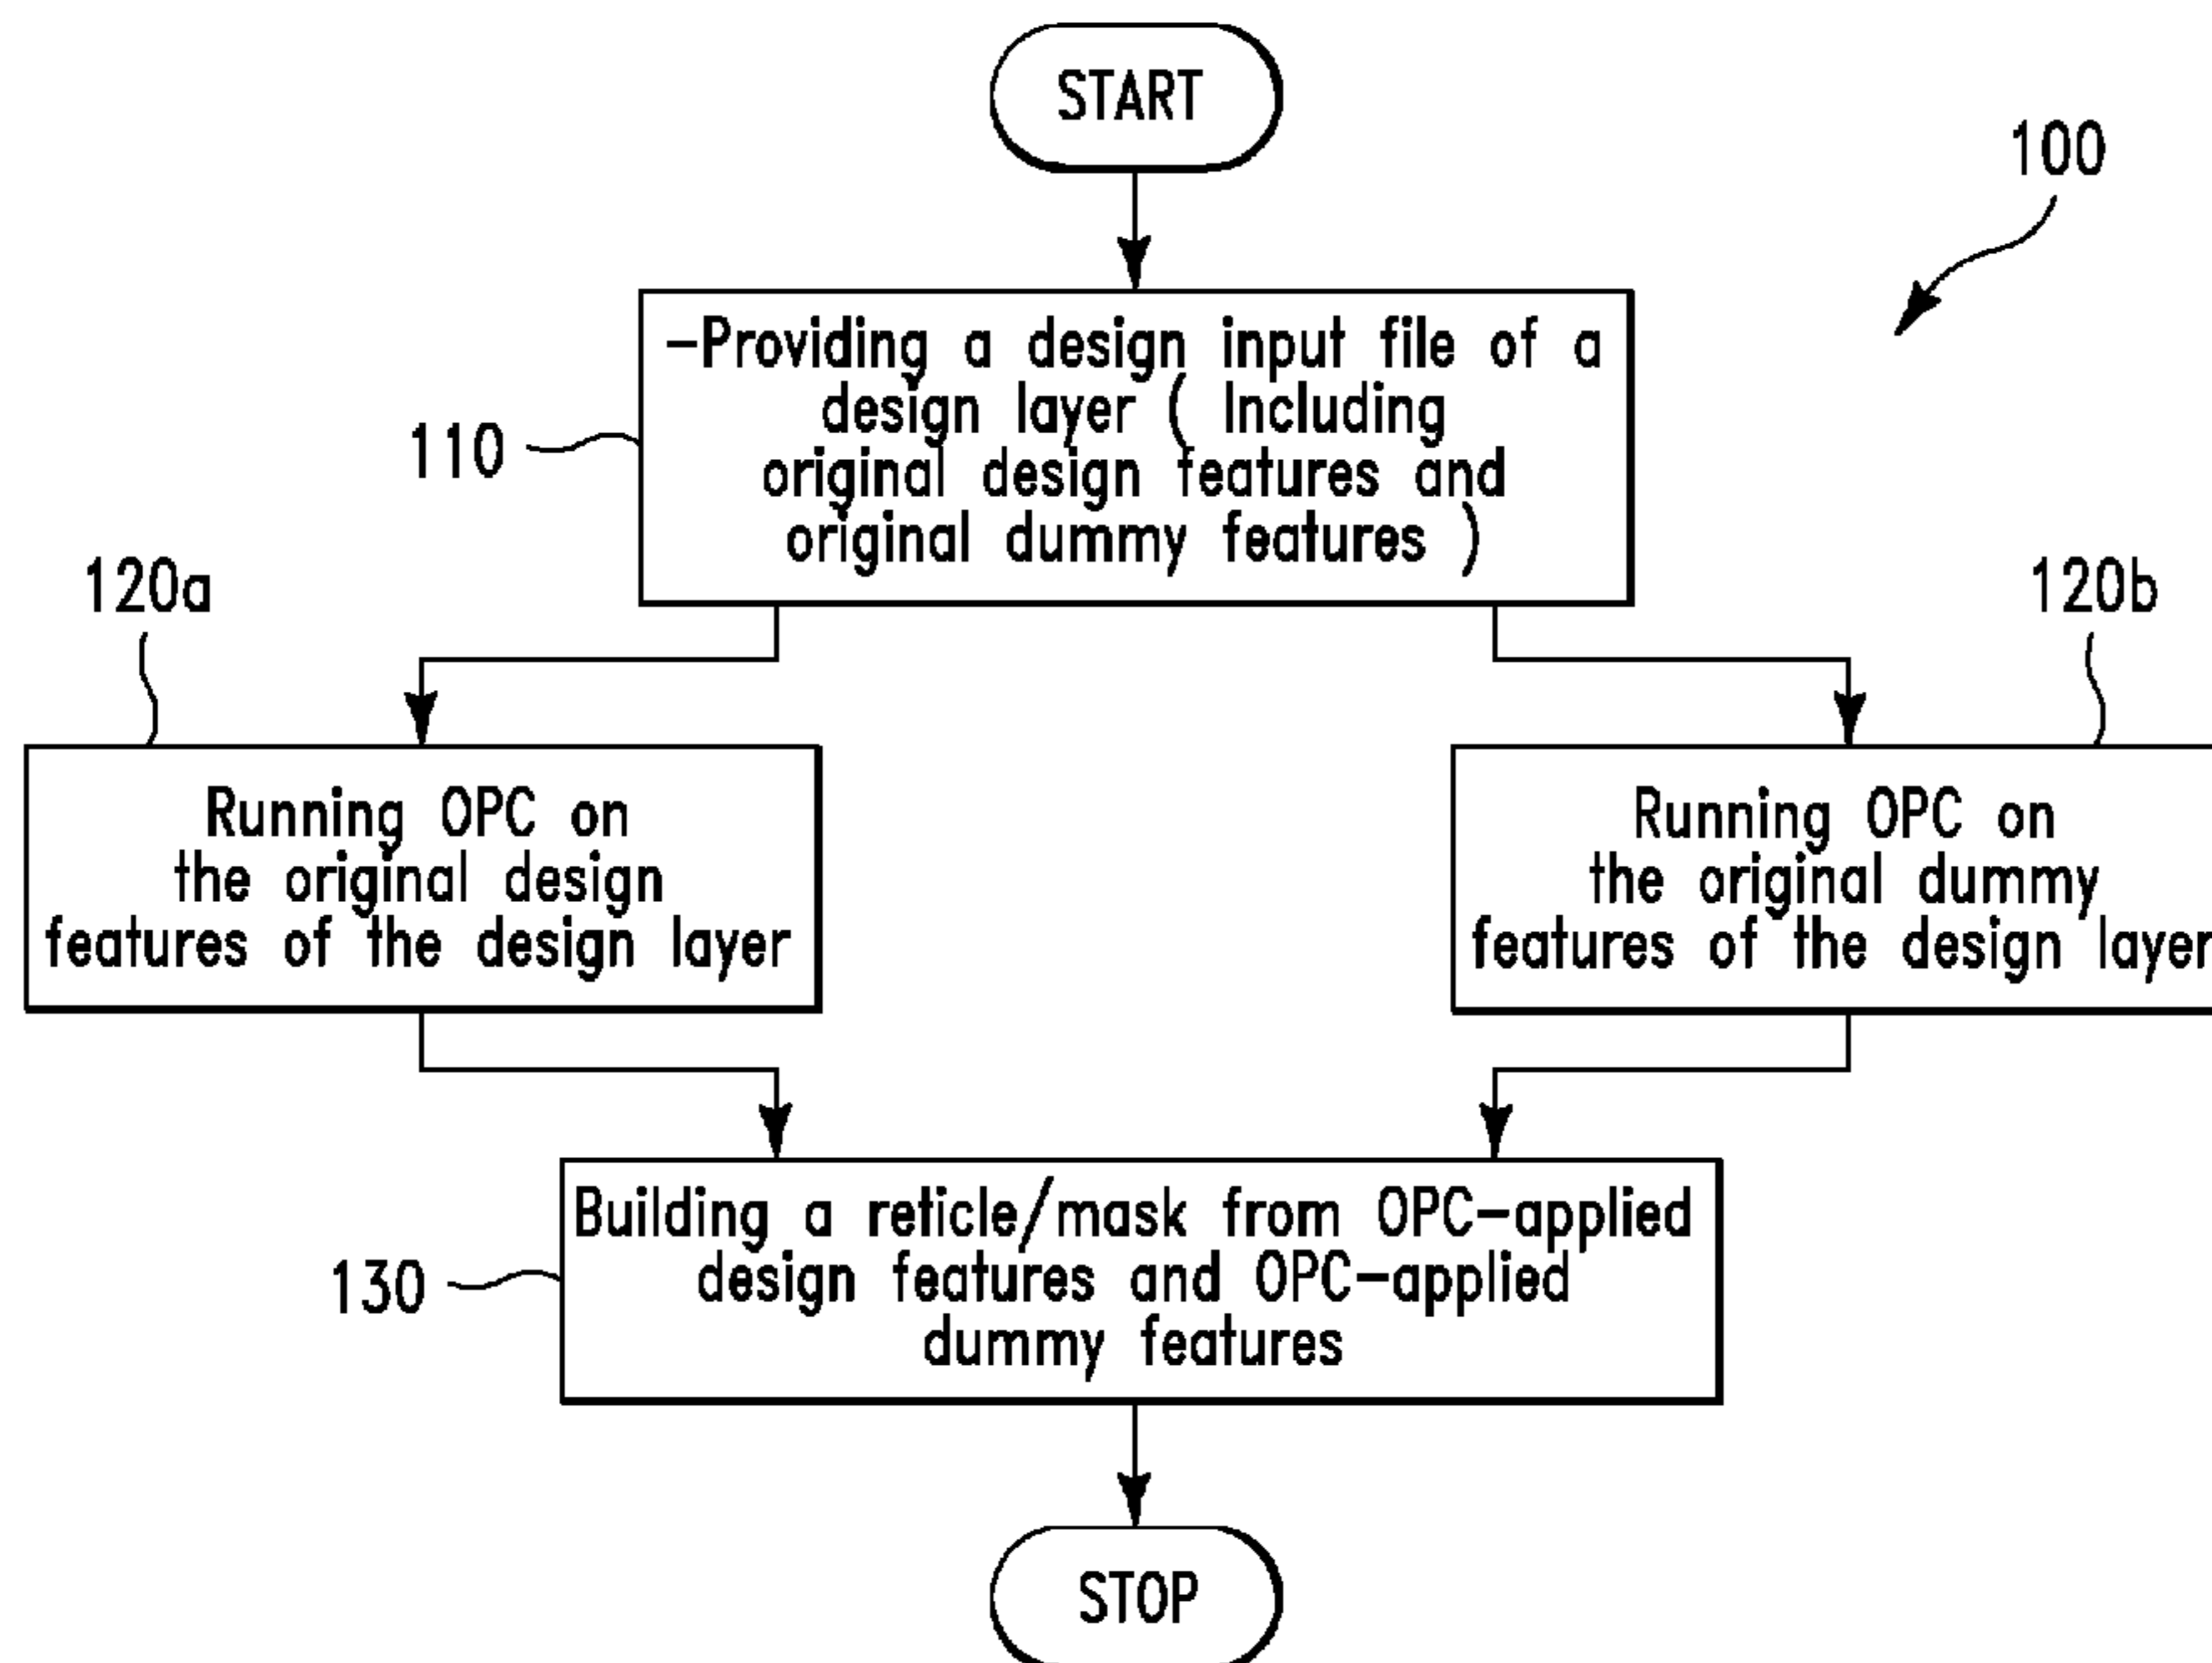 START
100
-Providing a design input file of a
design layer ( Including
original design features and
original dummy features )
110
120a
120b
Running OPC on
the original design
features of the design layer
Running OPC on
the original dummy
features of the design layer
Building a reticle/mask from OPC-applied
design features and OPC-applied
dummy features
130
STOP